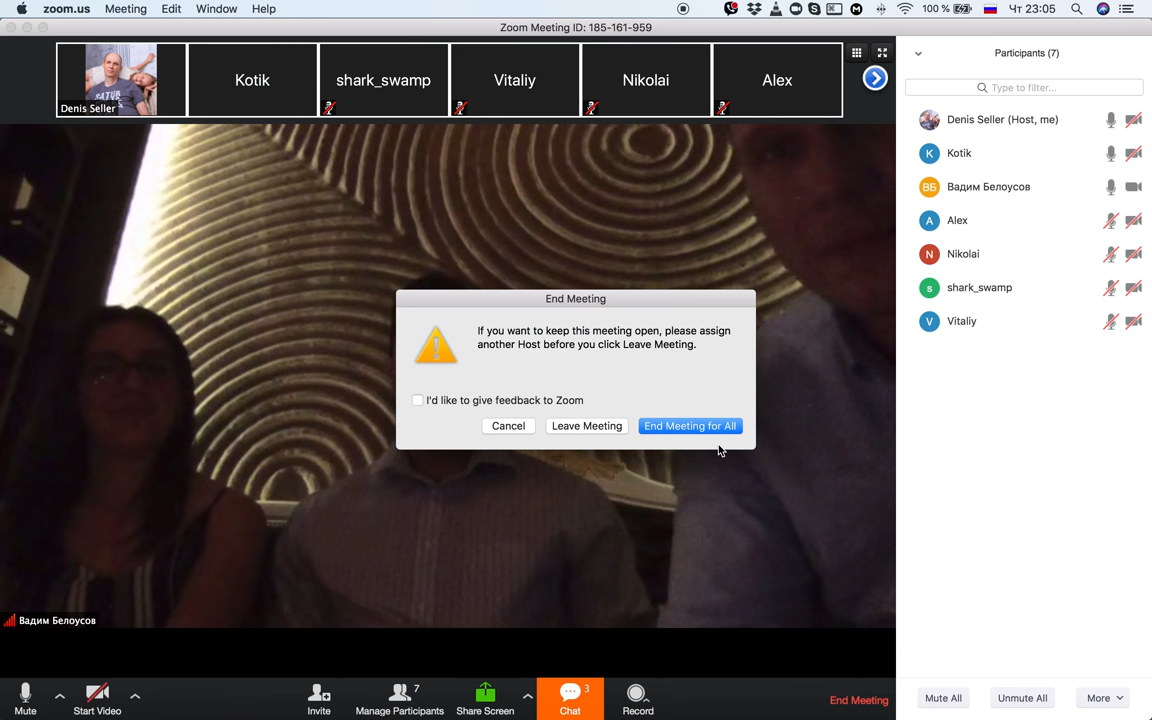 zoom.us Meeting Edit Window Help 100 % Чт 23:05
Zoom Meeting ID: 185-161-959
Denis Seller
Kotik
shark_swamp
Vitaliy
Nikolai
Alex
Participants (7)
Type to filter...
Denis Seller (Host, me)
K Kotik
ВБ Вадим Белоусов
A Alex
N Nikolai
s shark_swamp
V Vitaliy
End Meeting
If you want to keep this meeting open, please assign
another Host before you click Leave Meeting.
I'd like to give feedback to Zoom
Cancel Leave Meeting End Meeting for All
Вадим Белоусов
Mute
Start Video
Invite
7
Manage Participants
Share Screen
3
Chat
Record
End Meeting
Mute All Unmute All More